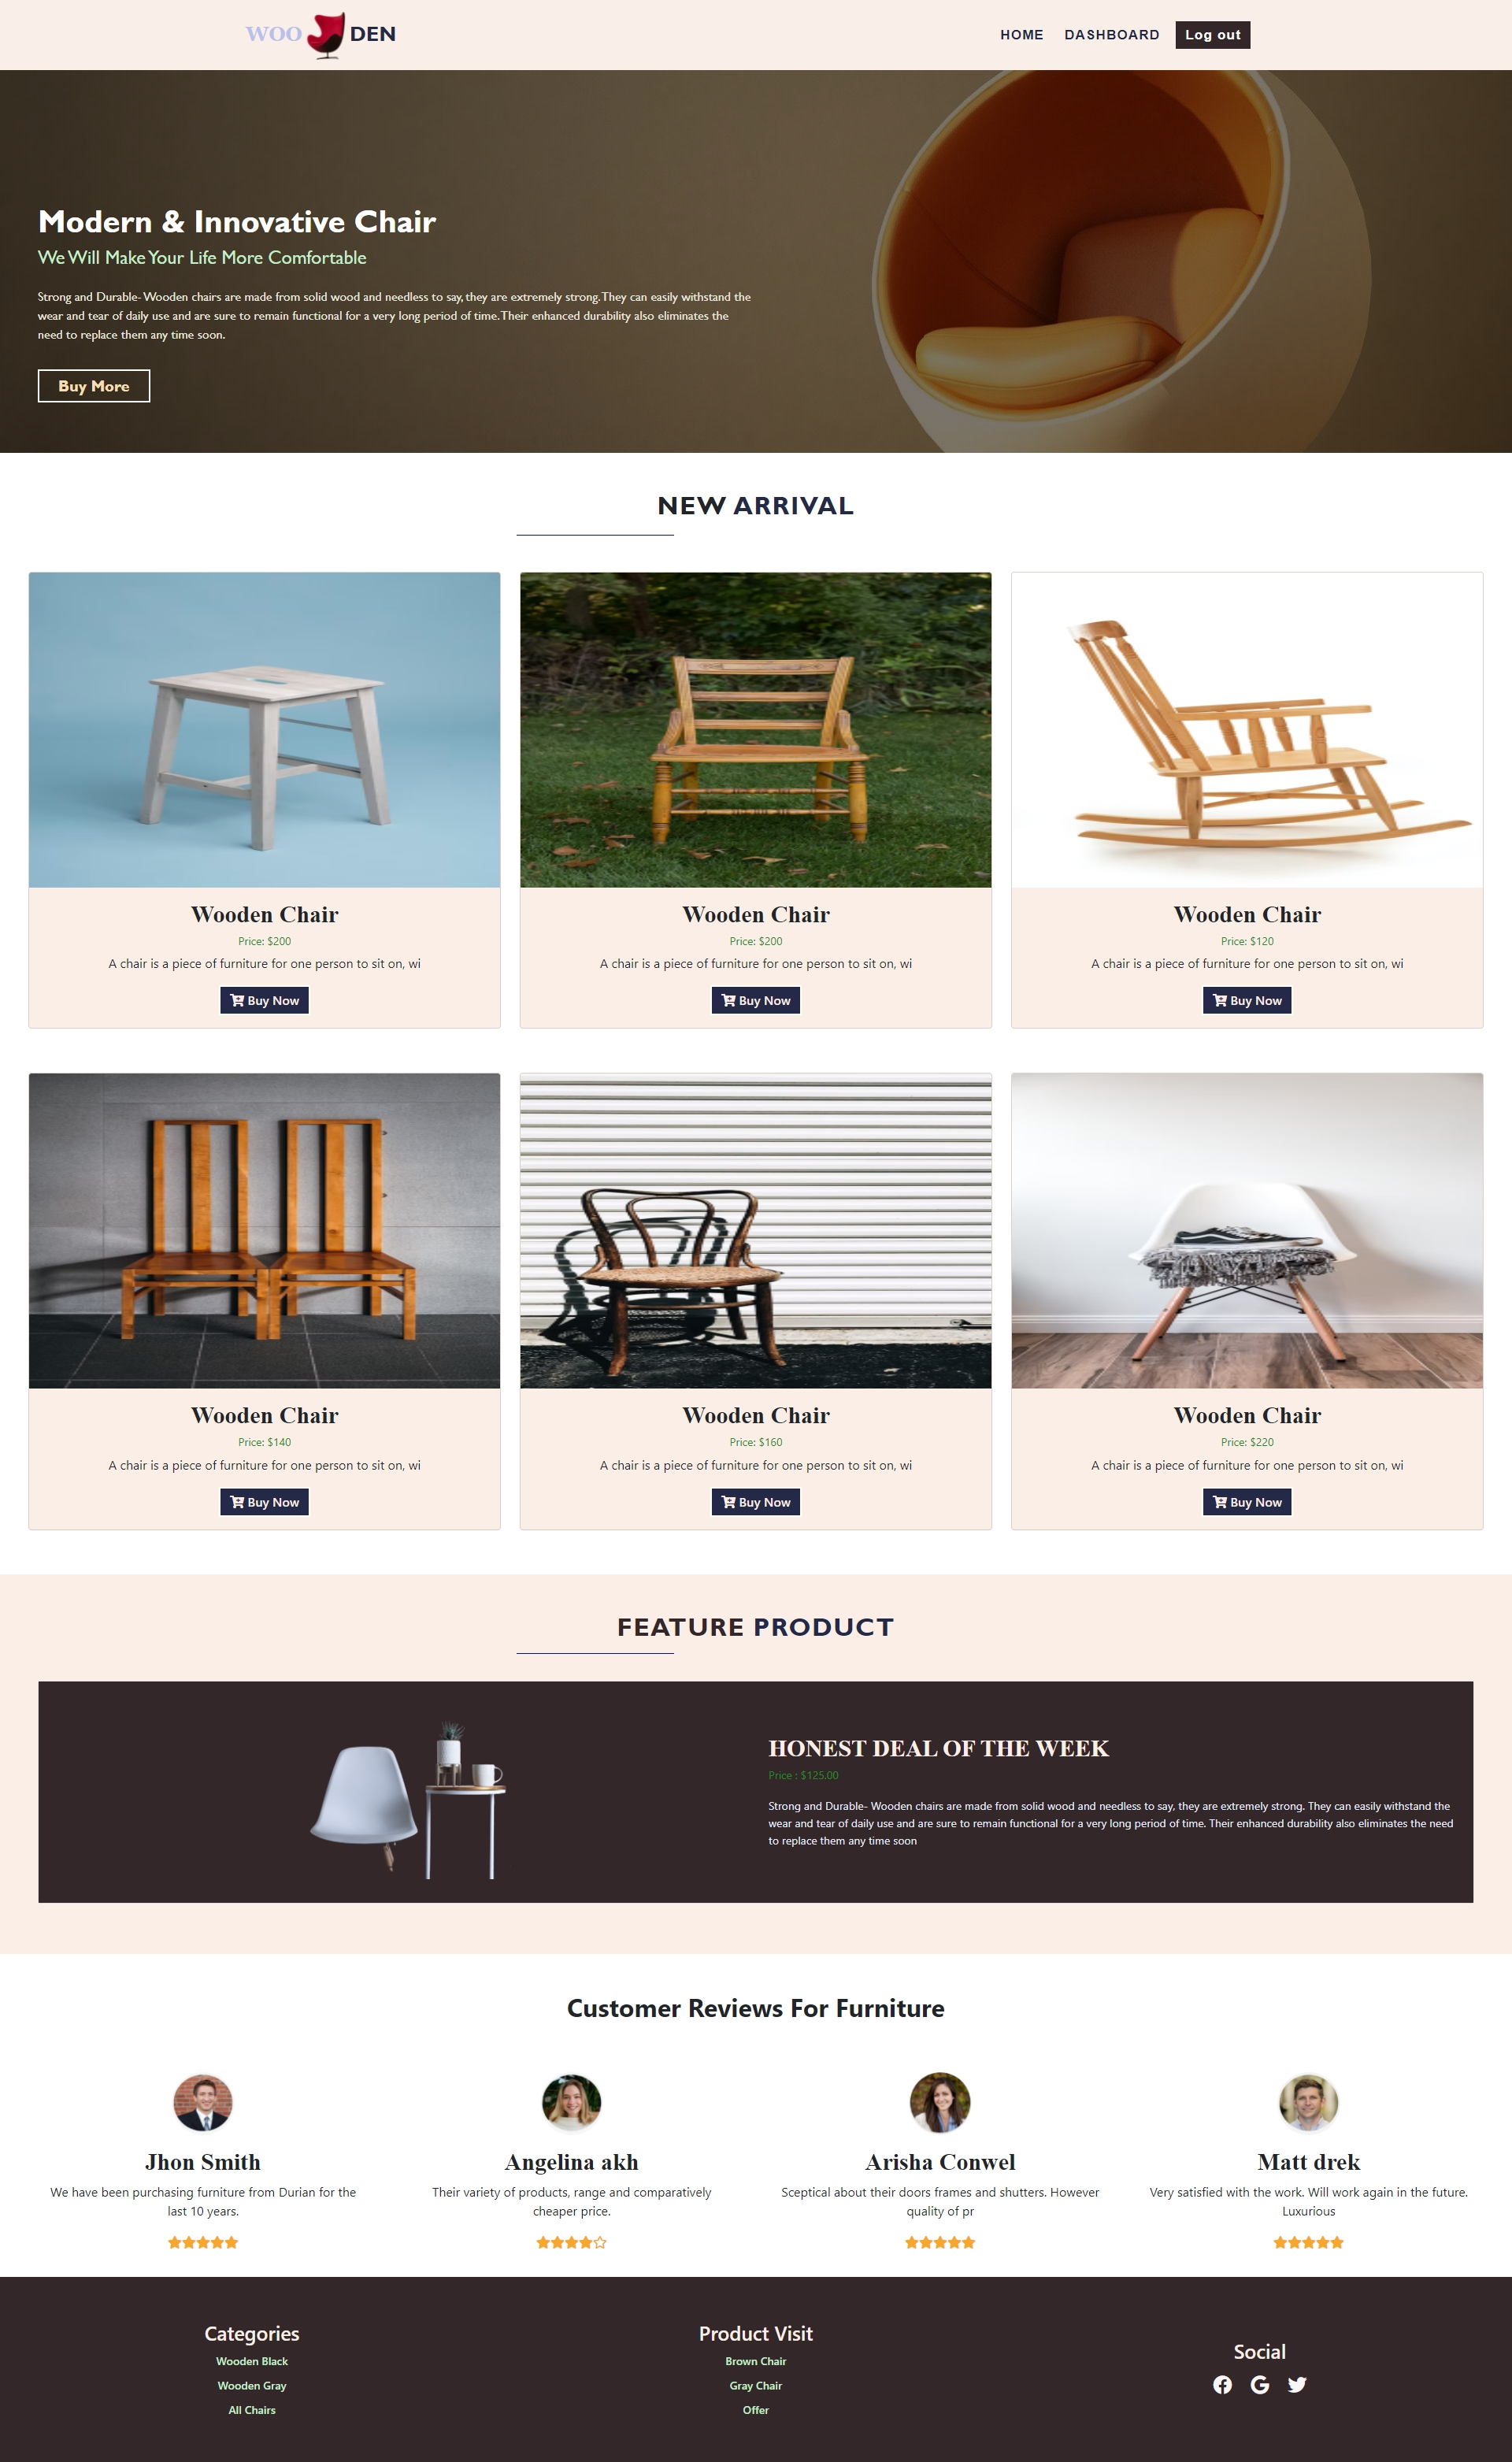 WOO DEN
HOME DASHBOARD Log out
Modern & Innovative Chair
We Will Make Your Life More Comfortable
Strong and Durable- Wooden chairs are made from solid wood and needless to say, they are extremely strong. They can easily withstand the
wear and tear of daily use and are sure to remain functional for a very long period of time. Their enhanced durability also eliminates the
need to replace them any time soon.
Buy More
NEW ARRIVAL
Wooden Chair
Price: $200
A chair is a piece of furniture for one person to sit on, wi
Buy Now
Wooden Chair
Price: $200
A chair is a piece of furniture for one person to sit on, wi
Buy Now
Wooden Chair
Price: $120
A chair is a piece of furniture for one person to sit on, wi
Buy Now
Wooden Chair
Price: $140
A chair is a piece of furniture for one person to sit on, wi
Buy Now
Wooden Chair
Price: $160
A chair is a piece of furniture for one person to sit on, wi
Buy Now
Wooden Chair
Price: $220
A chair is a piece of furniture for one person to sit on, wi
Buy Now
FEATURE PRODUCT
HONEST DEAL OF THE WEEK
Price : $125.00
Strong and Durable- Wooden chairs are made from solid wood and needless to say, they are extremely strong. They can easily withstand the
wear and tear of daily use and are sure to remain functional for a very long period of time. Their enhanced durability also eliminates the need
to replace them any time soon
Customer Reviews For Furniture
Jhon Smith
We have been purchasing furniture from Durian for the
last 10 years.
Angelina akh
Their variety of products, range and comparatively
cheaper price.
Arisha Conwel
Sceptical about their doors frames and shutters. However
quality of pr
Matt drek
Very satisfied with the work. Will work again in the future.
Luxurious
Categories
Wooden Black
Wooden Gray
All Chairs
Product Visit
Brown Chair
Gray Chair
Offer
Social